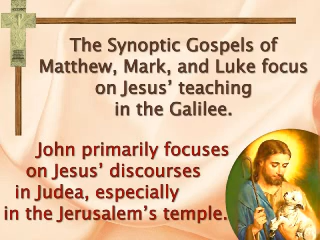 The Synoptic Gospels of
Matthew, Mark, and Luke focus
on Jesus’ teaching
in the Galilee.
John primarily focuses
on Jesus’ discourses
in Judea, especially
in the Jerusalem’s temple.